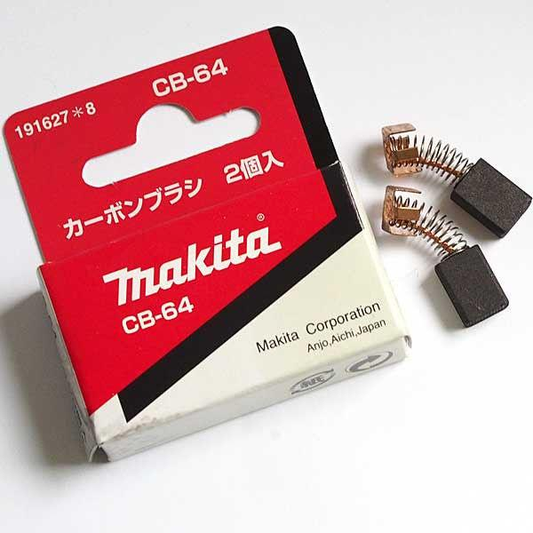 CB-64
191627*8
カーボンブラシ 2個入
makita®
CB-64
Makita Corporation
Anjo,Aichi,Japan